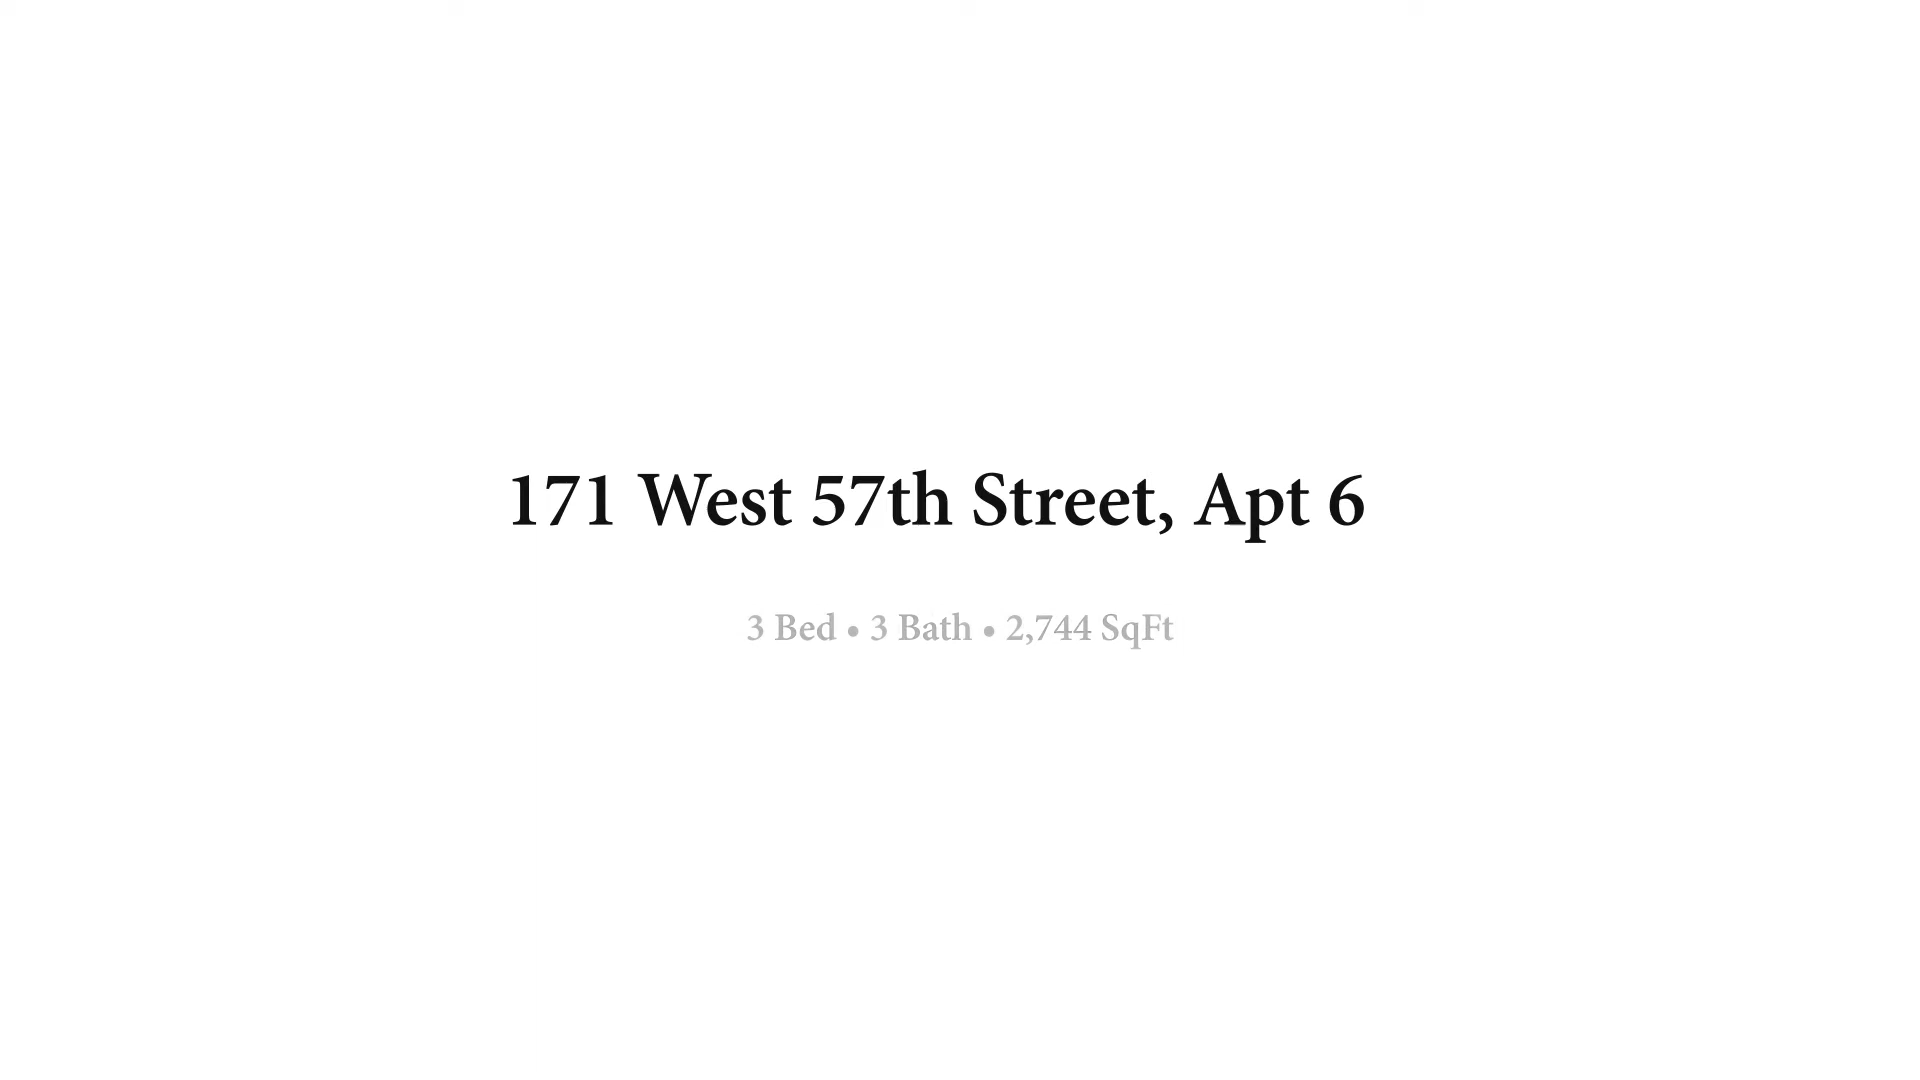 171 West 57th Street, Apt 6
3 Bed • 3 Bath • 2,744 SqFt